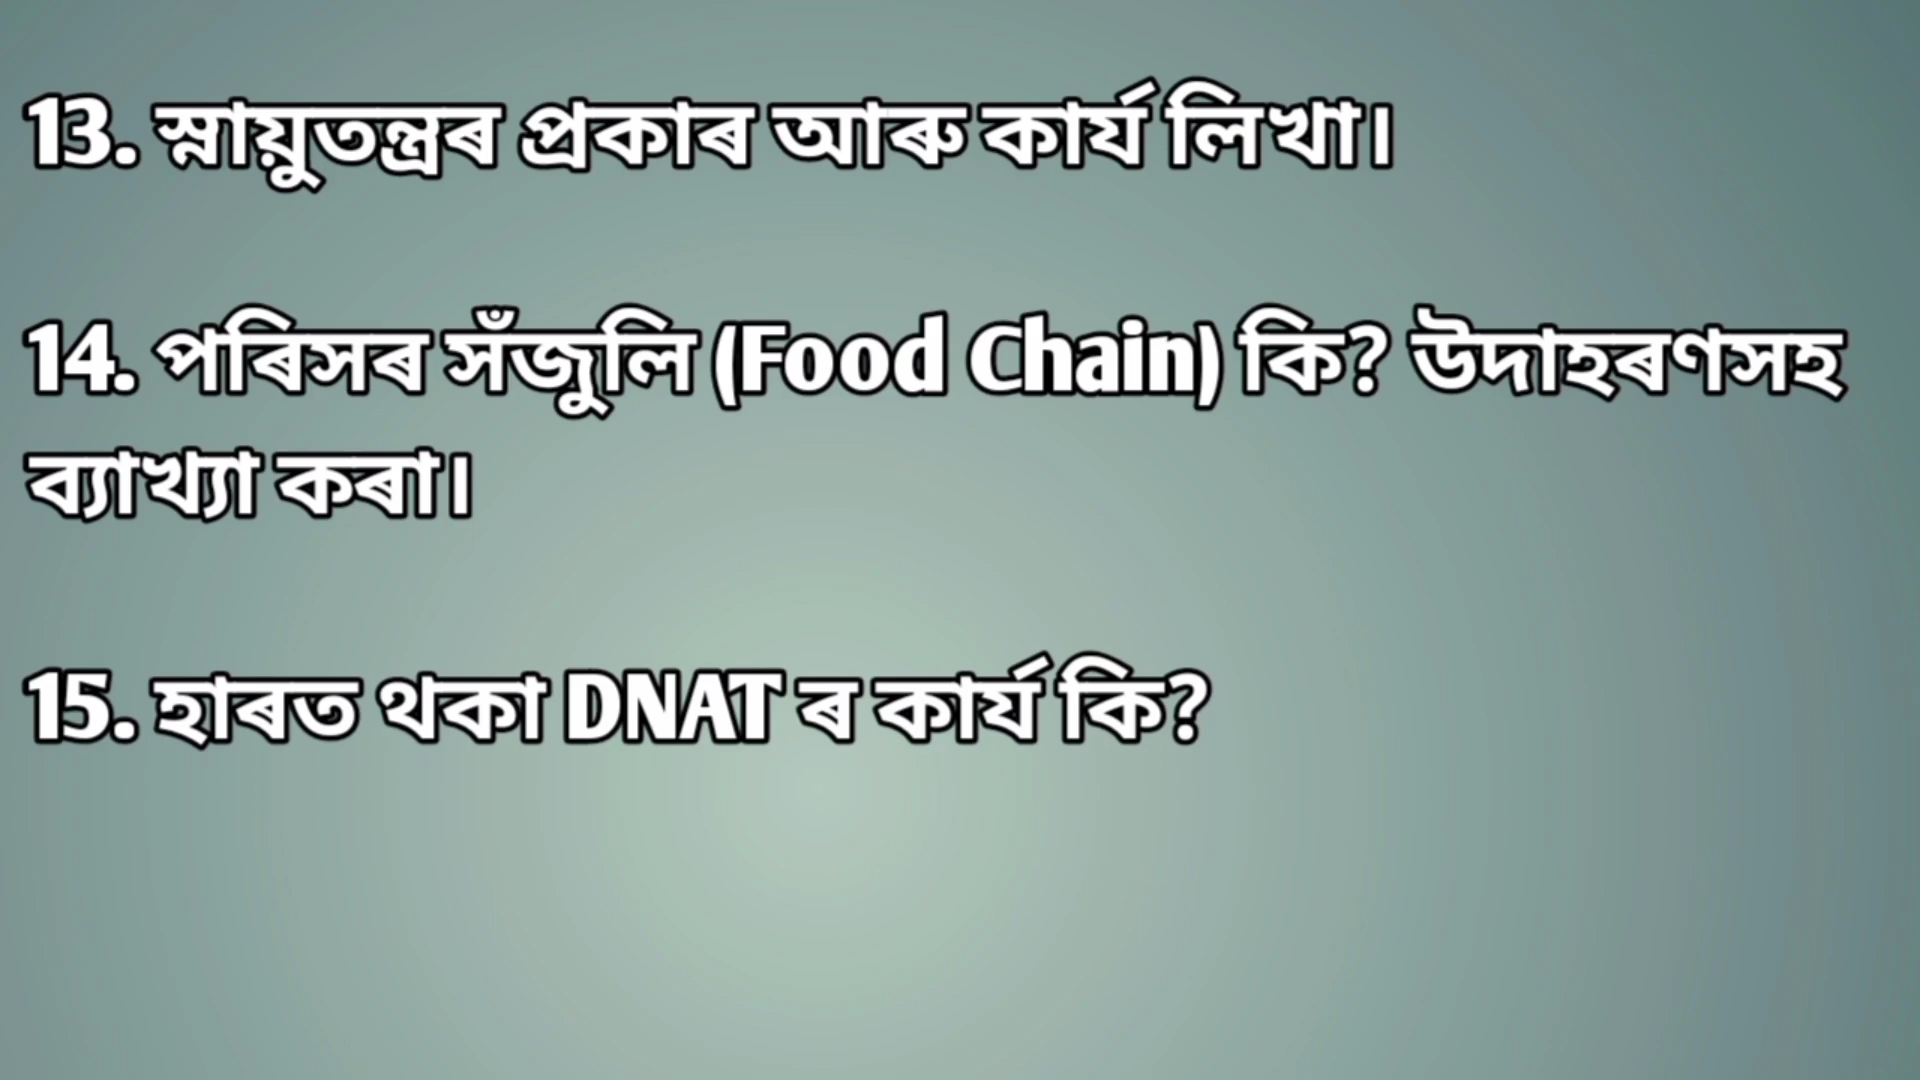 13. স্নায়ুতন্ত্ৰৰ প্ৰকাৰ আৰু কাৰ্য লিখা।
14. পৰিসৰ সঁজুলি (Food Chain) কি? উদাহৰণসহ
ব্যাখ্যা কৰা।
15. হাৰত থকা DNAT ৰ কাৰ্য কি?